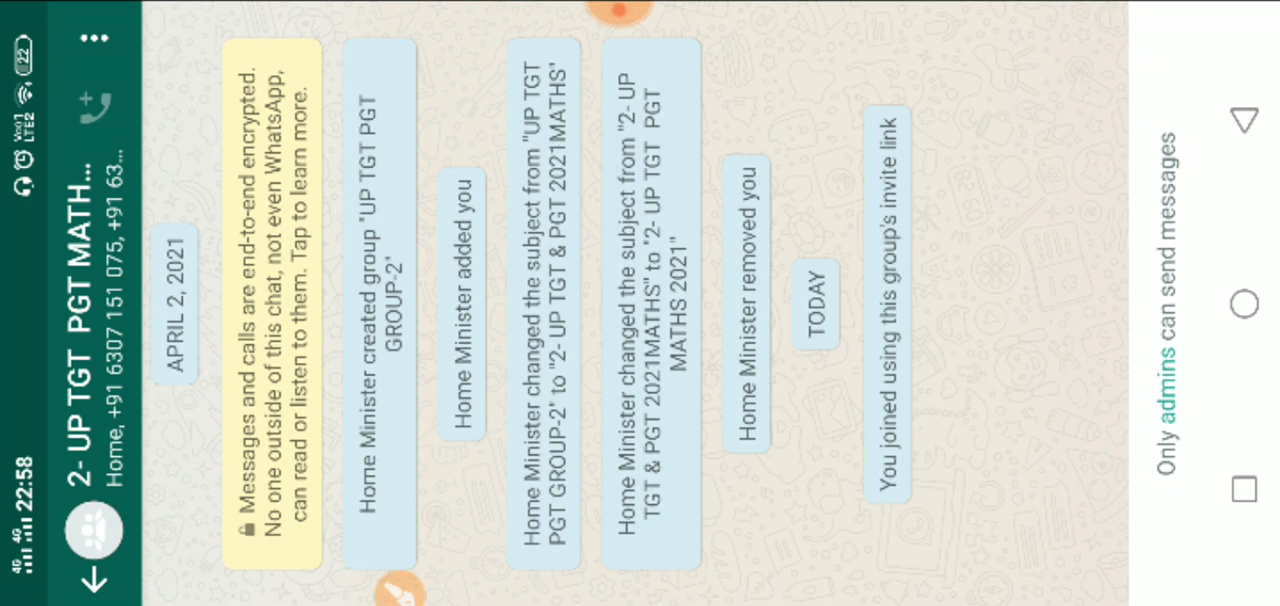 4G 4G 22:58 Vo1) LTE2 22
2- UP TGT PGT MATH...
Home, +91 6307 151 075, +91 63...
APRIL 2, 2021
Messages and calls are end-to-end encrypted.
No one outside of this chat, not even WhatsApp,
can read or listen to them. Tap to learn more.
Home Minister created group "UP TGT PGT
GROUP-2"
Home Minister added you
Home Minister changed the subject from "UP TGT
PGT GROUP-2" to "2- UP TGT & PGT 2021MATHS"
Home Minister changed the subject from "2- UP
TGT & PGT 2021MATHS" to "2- UP TGT PGT
MATHS 2021"
Home Minister removed you
TODAY
You joined using this group's invite link
Only admins can send messages